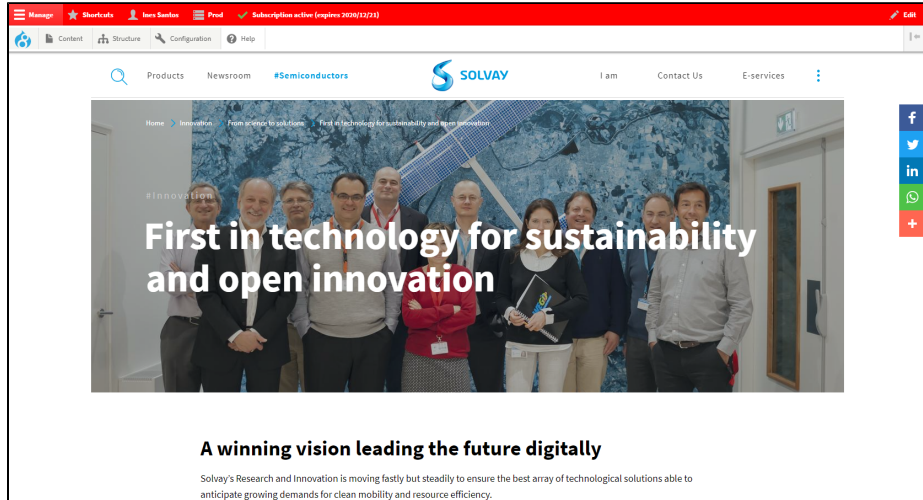 Manage Shortcuts Ines Santos Prod Subscription active (expires 2020/12/21) Edit
Content Structure Configuration Help
Products Newsroom #Semiconductors SOLVAY I am Contact Us E-services
Home > Innovation > From science to solutions > First in technology for sustainability and open innovation
#Innovation
First in technology for sustainability
and open innovation
A winning vision leading the future digitally
Solvay's Research and Innovation is moving fastly but steadily to ensure the best array of technological solutions able to
anticipate growing demands for clean mobility and resource efficiency.